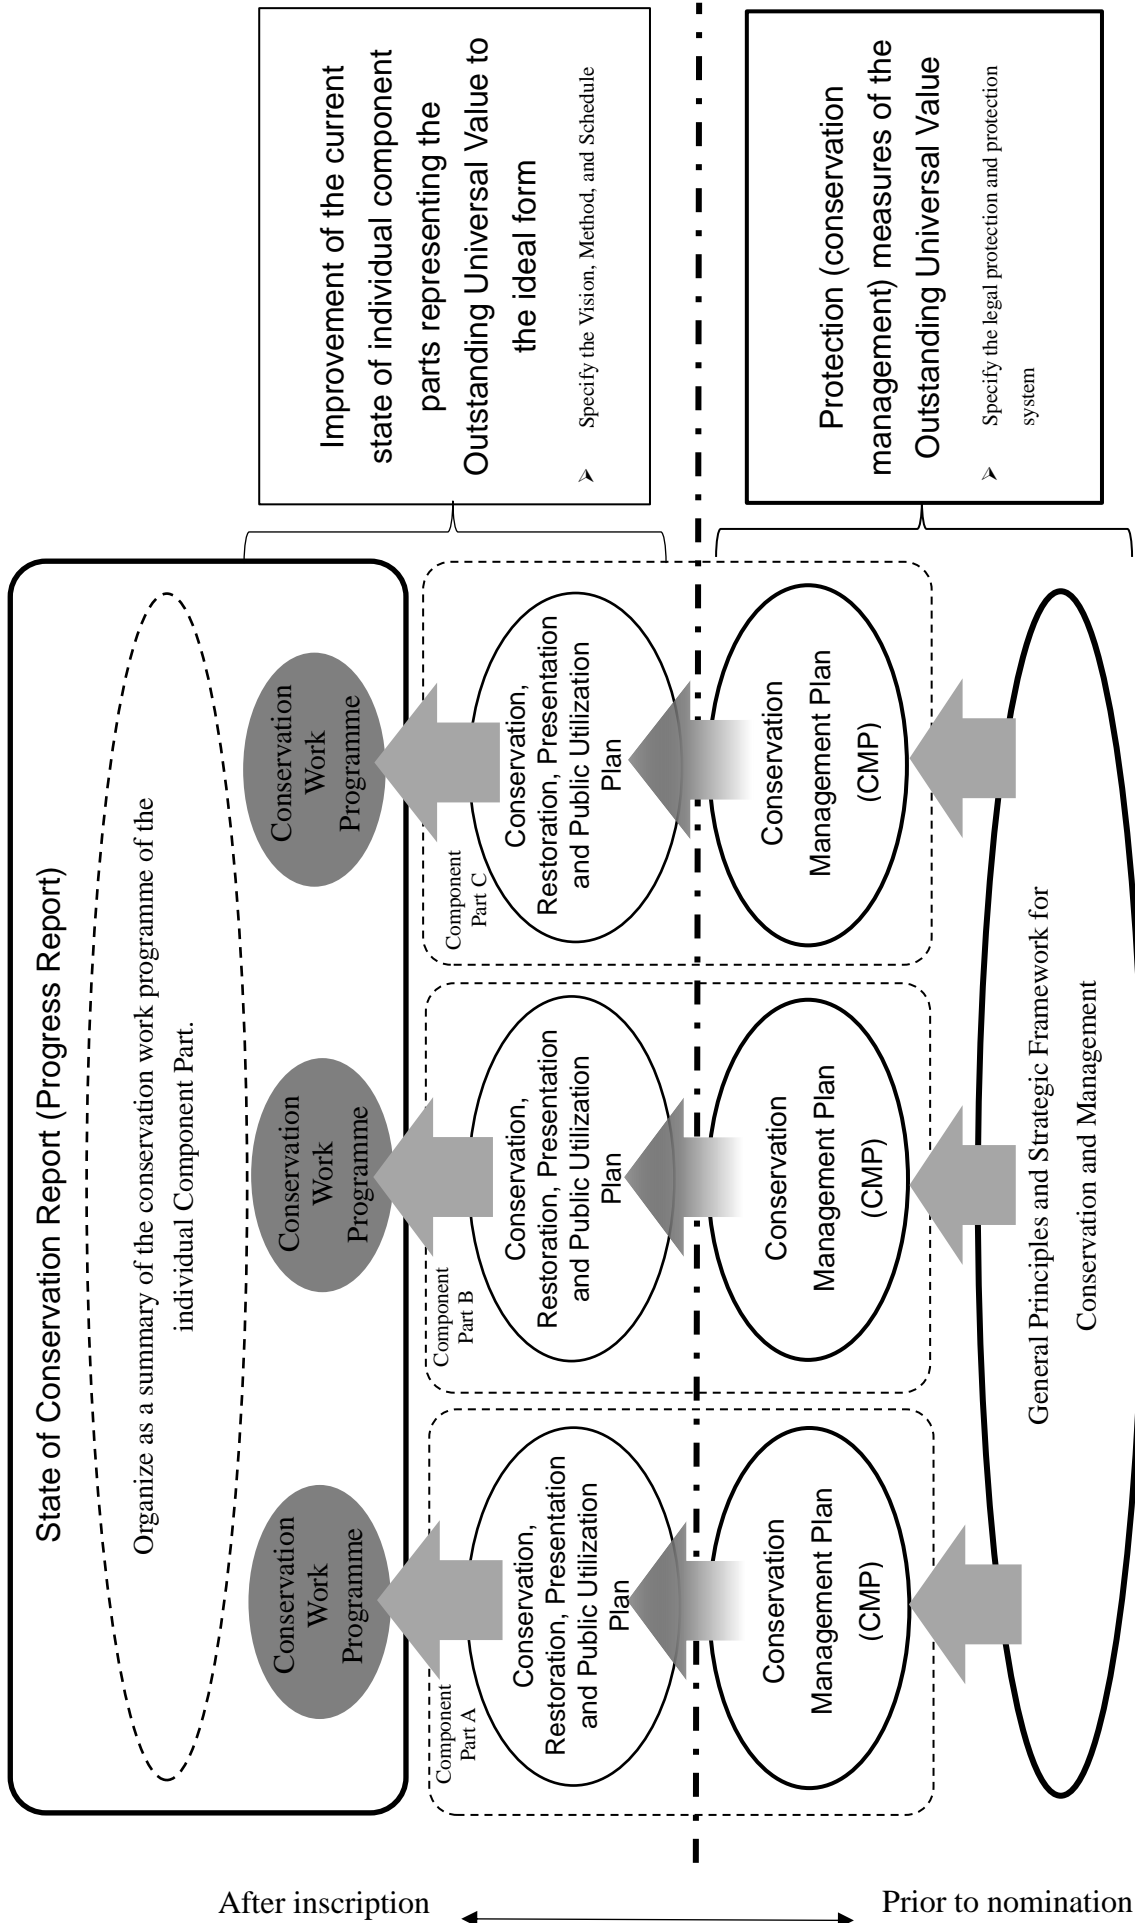 State of Conservation Report (Progress Report)
Organize as a summary of the conservation work programme of the
individual Component Part.
Conservation
Work
Programme
Conservation
Work
Programme
Conservation
Work
Programme
Component
Part A
Conservation,
Restoration, Presentation
and Public Utilization
Plan
Component
Part B
Conservation,
Restoration, Presentation
and Public Utilization
Plan
Component
Part C
Conservation,
Restoration, Presentation
and Public Utilization
Plan
Improvement of the current
state of individual component
parts representing the
Outstanding Universal Value to
the ideal form
➢ Specify the Vision, Method, and Schedule
Conservation
Management Plan
(CMP)
Conservation
Management Plan
(CMP)
Conservation
Management Plan
(CMP)
Protection (conservation
management) measures of the
Outstanding Universal Value
➢ Specify the legal protection and protection
system
General Principles and Strategic Framework for
Conservation and Management
After inscription
Prior to nomination